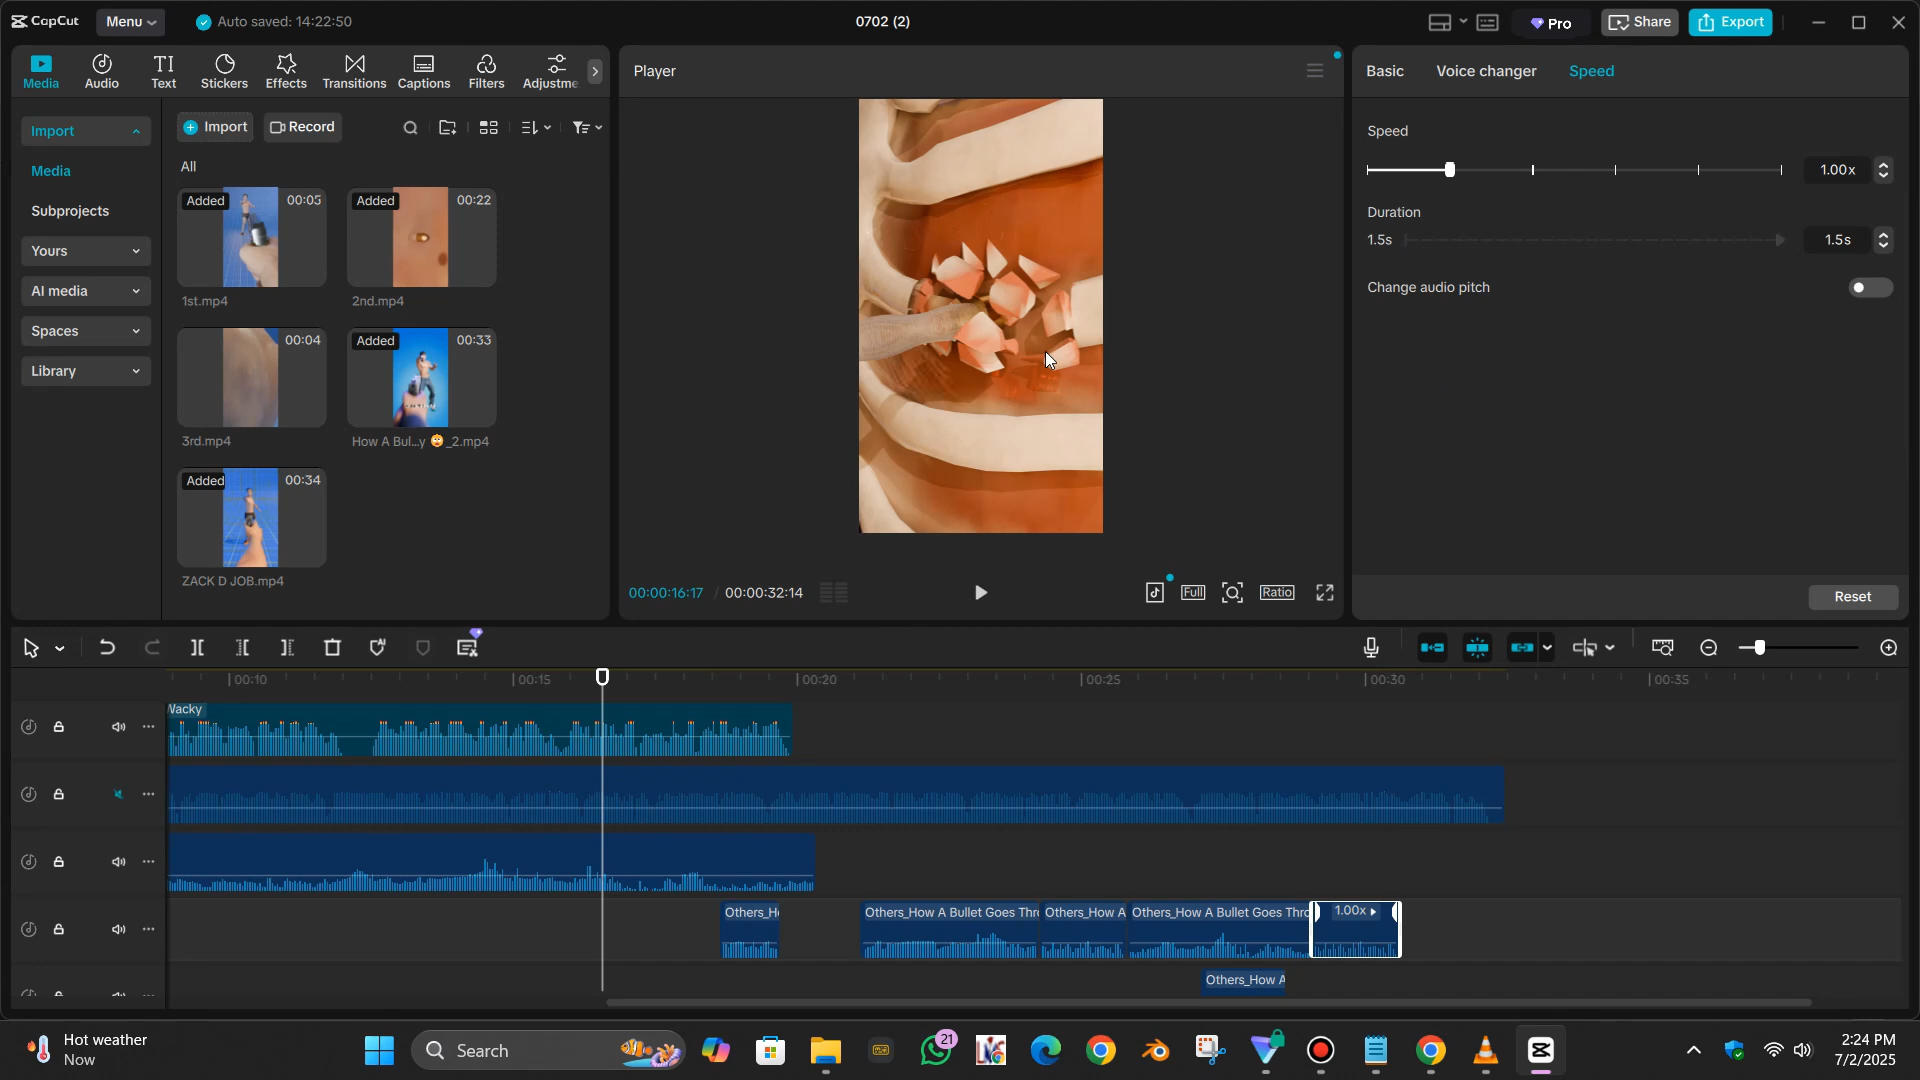 CapCut
Menu
Auto saved: 14:22:50
0702 (2)
Pro
Share
Export
Media
Audio
Text
Stickers
Effects
Transitions
Captions
Filters
Adjustme
Player
Basic
Voice changer
Speed
Import
Media
Subprojects
Yours
AI media
Spaces
Library
Import
Record
All
Added
00:05
1st.mp4
Added
00:22
2nd.mp4
00:04
3rd.mp4
Added
00:33
How A Bul...y 😳_2.mp4
Added
00:34
ZACK D JOB.mp4
00:00:16:17 / 00:00:32:14
Full
Ratio
Speed
1.00x
Duration
1.5s
1.5s
Change audio pitch
Reset
00:10
00:15
00:20
00:25
00:30
00:35
Wacky
Others_H
Others_How A Bullet Goes Thr
Others_How A
Others_How A Bullet Goes Thro
1.00x
Others_How A
Hot weather
Now
Search
21
2:24 PM
7/2/2025